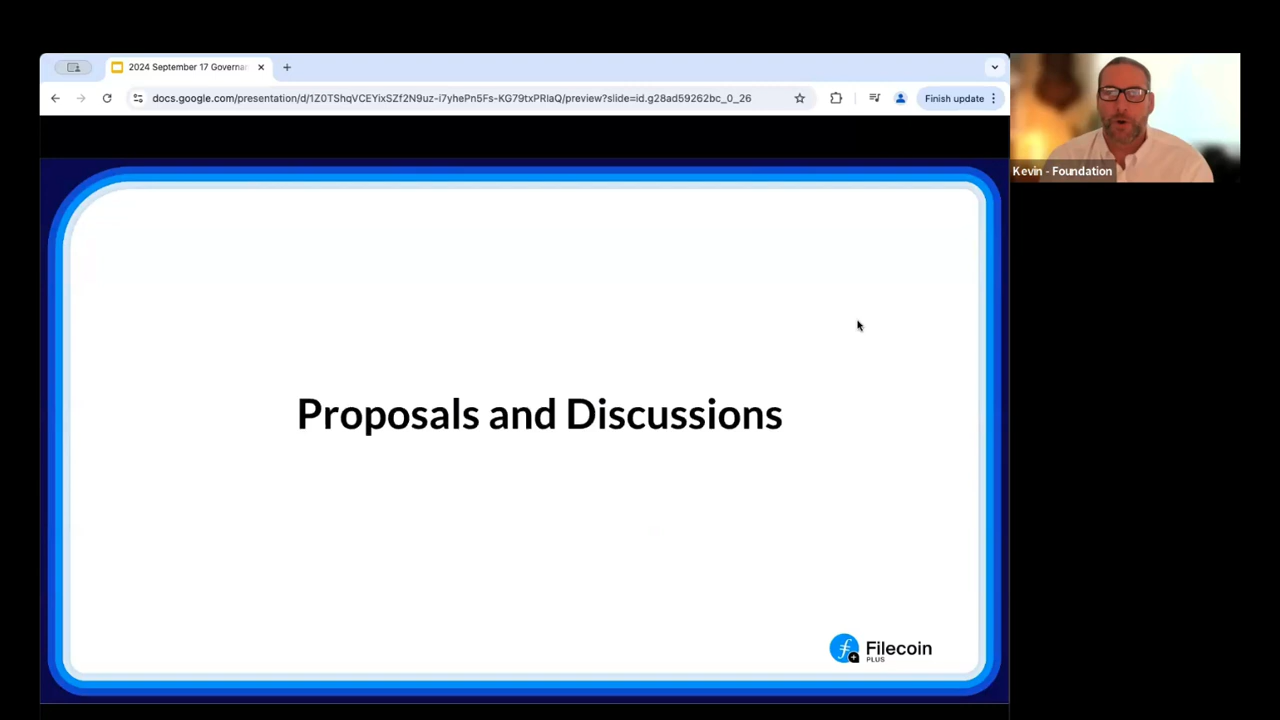 2024 September 17 Governa
docs.google.com/presentation/d/1Z0TShqVCEYixSZf2N9uz-i7yhePn5Fs-KG79txPRlaQ/preview?slide=id.g28ad59262bc_0_26
Finish update
Kevin - Foundation
Proposals and Discussions
Filecoin
PLUS